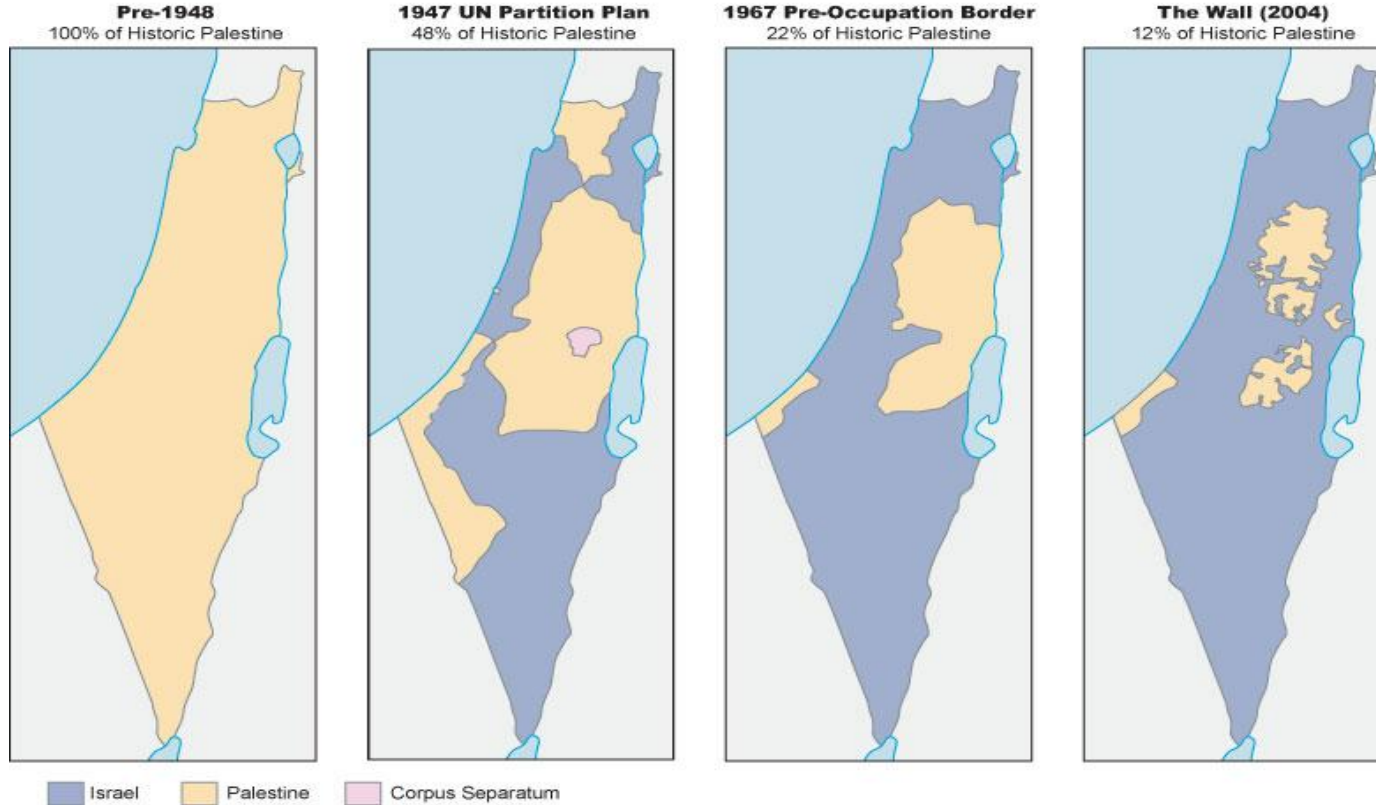 Pre-1948
100% of Historic Palestine
1947 UN Partition Plan
48% of Historic Palestine
1967 Pre-Occupation Border
22% of Historic Palestine
The Wall (2004)
12% of Historic Palestine
Israel
Palestine
Corpus Separatum